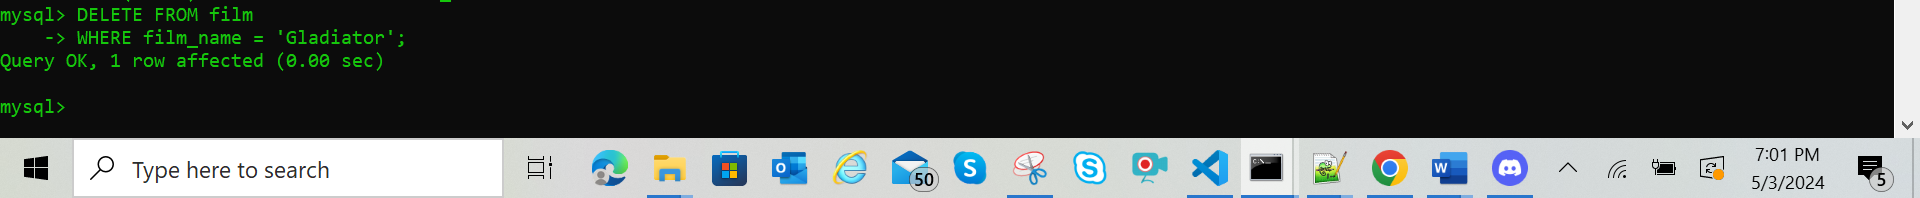 mysql> DELETE FROM film
    -> WHERE film_name = 'Gladiator';
Query OK, 1 row affected (0.00 sec)
mysql>
Type here to search
50
7:01 PM
5/3/2024
5